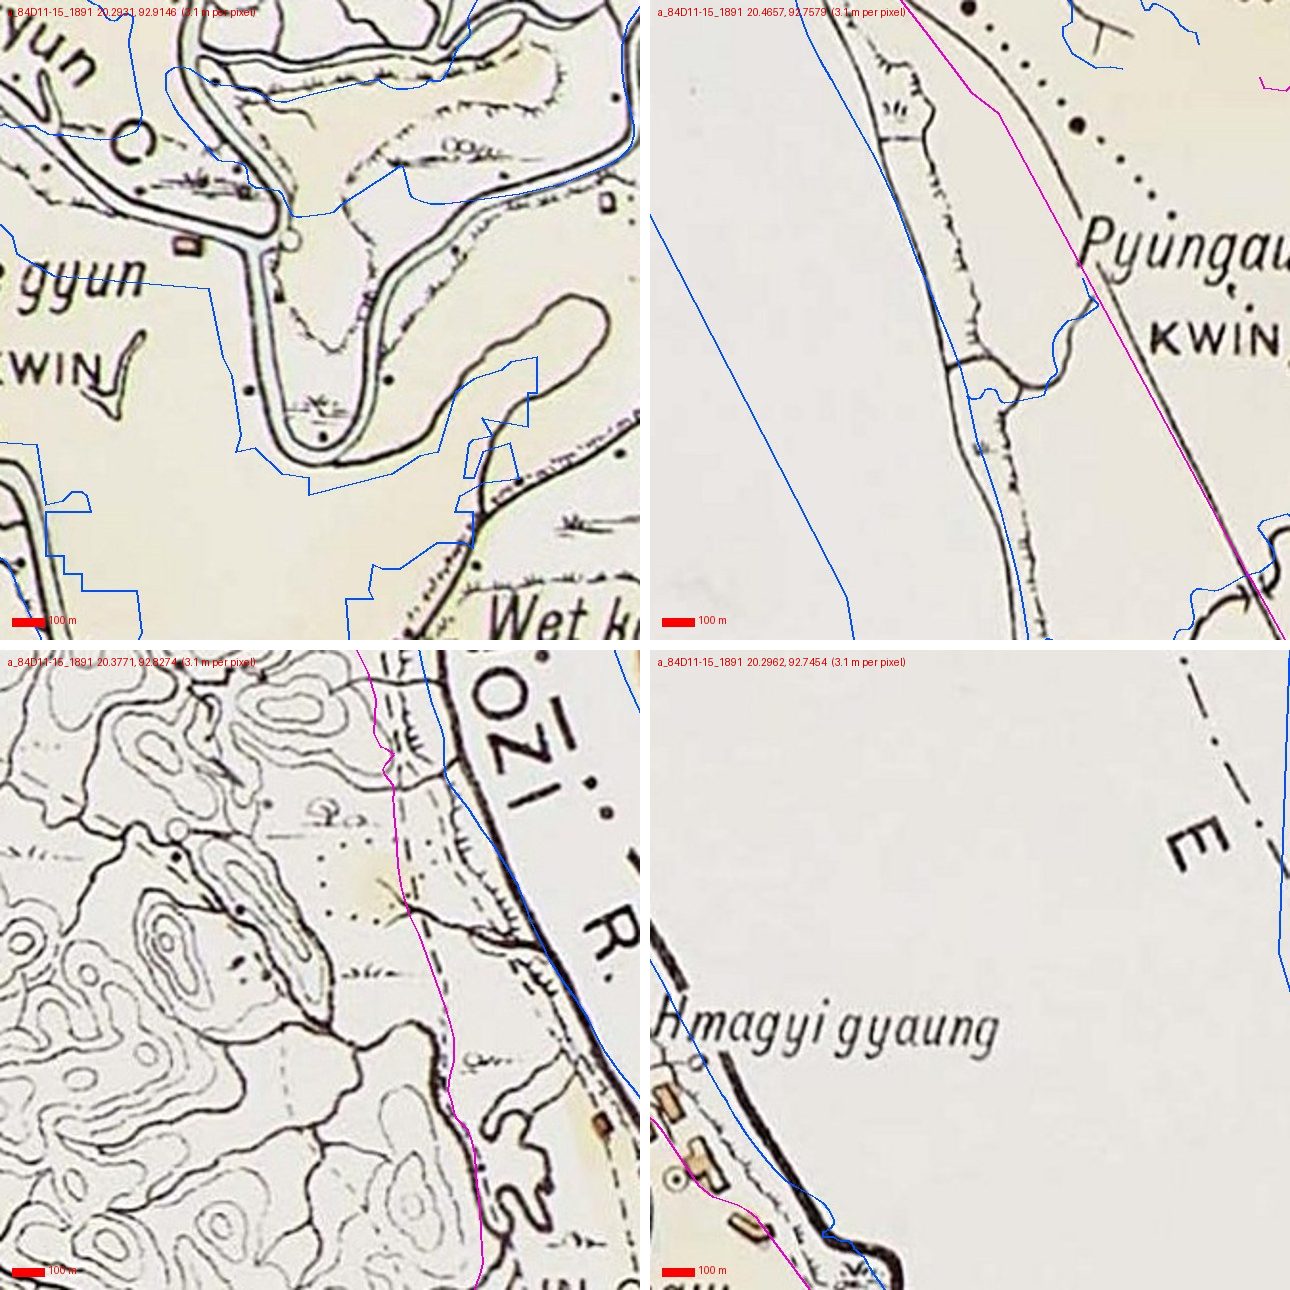 a_84D11-15_1891 20.2931, 92.9146 (3.1 m per pixel)
yun
gyun
KWIN
Wet k
100 m
a_84D11-15_1891 20.4657, 92.7579 (3.1 m per pixel)
Pyungau
KWIN
100 m
a_84D11-15_1891 20.3771, 92.8274 (3.1 m per pixel)
OZI
R.
100 m
a_84D11-15_1891 20.2962, 92.7454 (3.1 m per pixel)
E
Hmagyigyaung
100 m